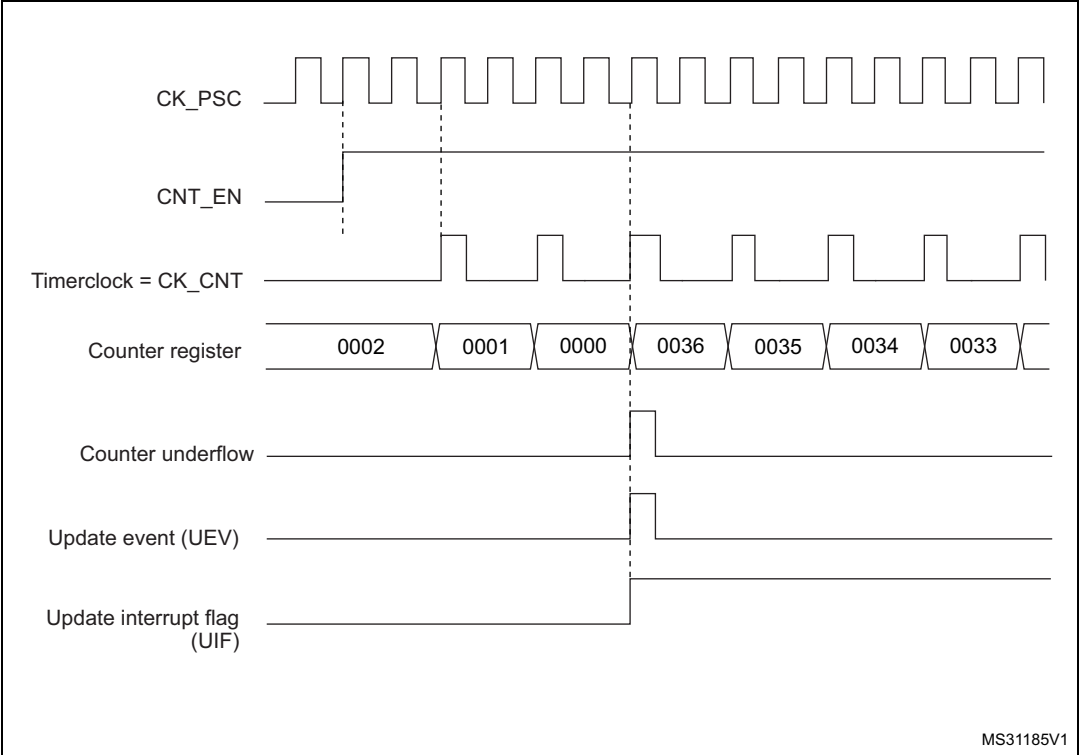 CK_PSC
CNT_EN
Timerclock = CK_CNT
Counter register
0002 0001 0000 0036 0035 0034 0033
Counter underflow
Update event (UEV)
Update interrupt flag
(UIF)
MS31185V1